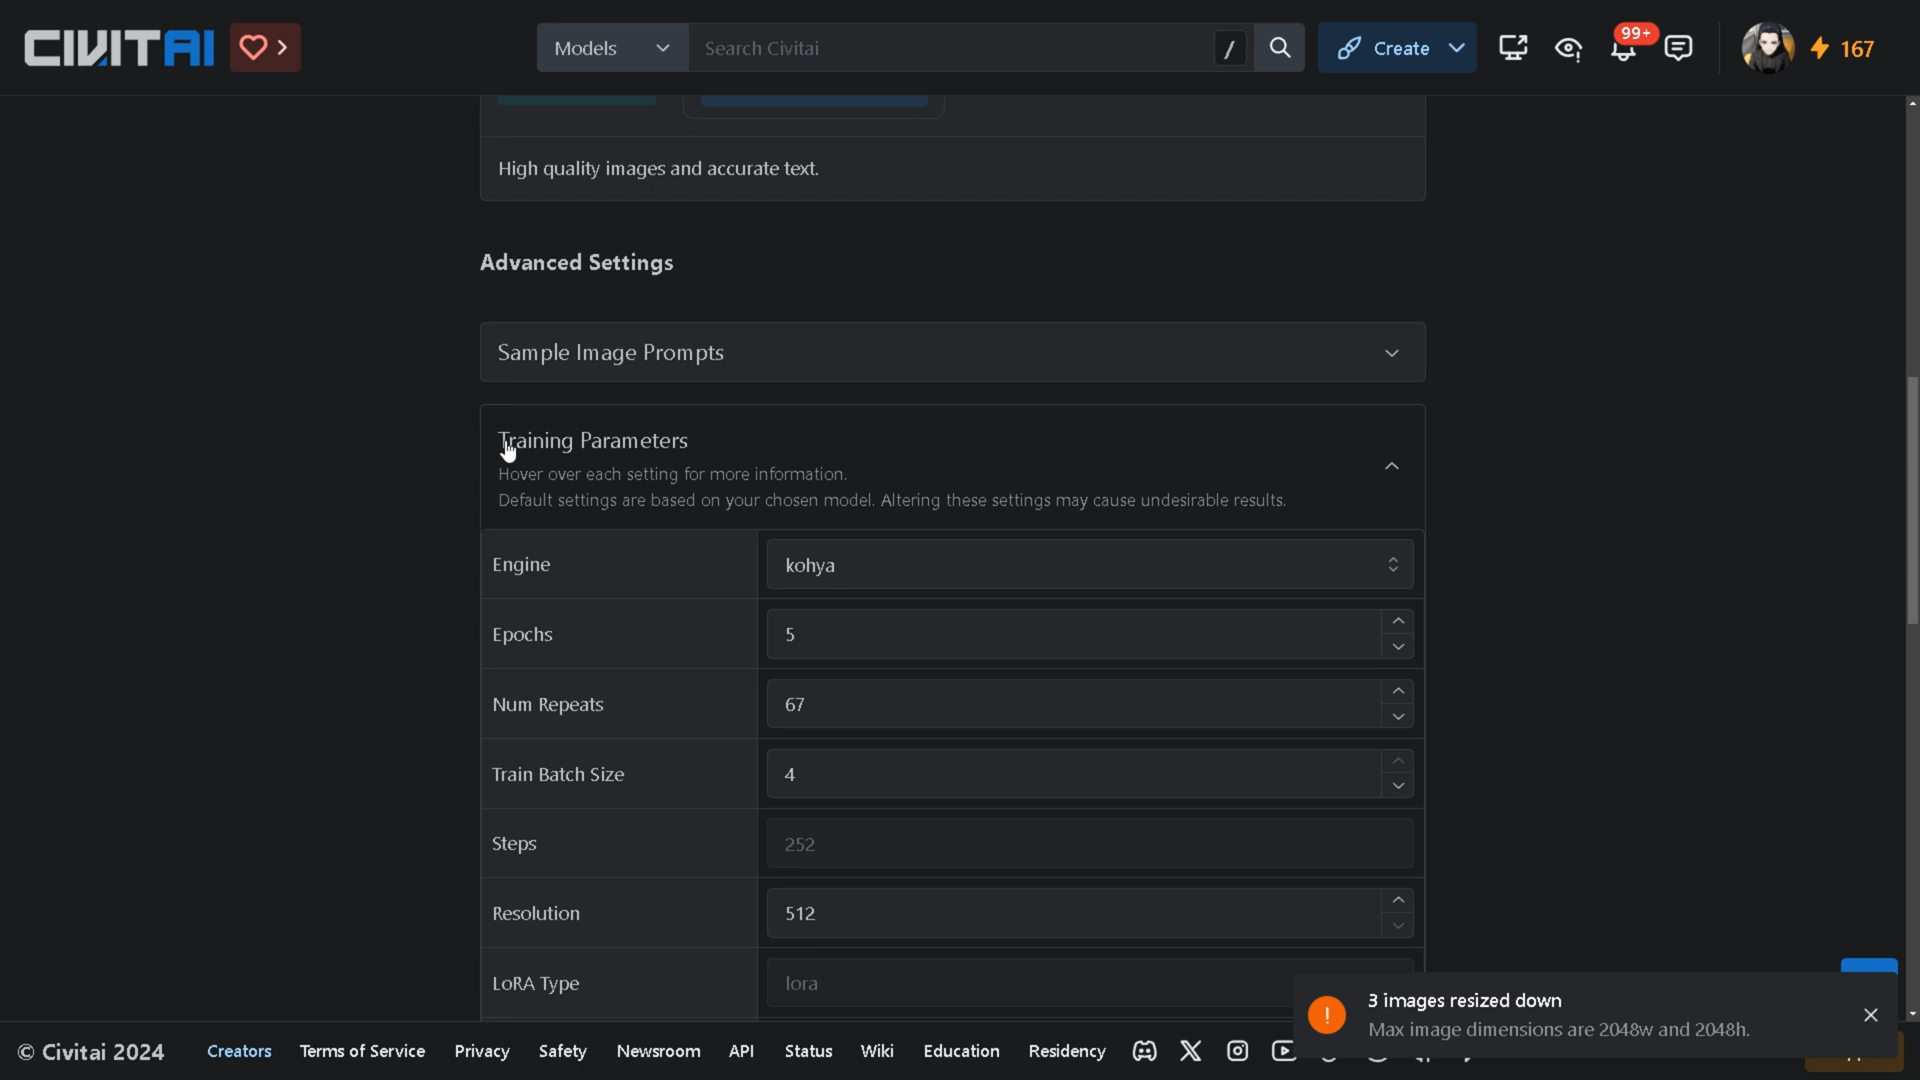 CIVITAI
Models
Search Civitai
/
Create
99+
167
High quality images and accurate text.
Advanced Settings
Sample Image Prompts
Training Parameters
Hover over each setting for more information.
Default settings are based on your chosen model. Altering these settings may cause undesirable results.
Engine
kohya
Epochs
5
Num Repeats
67
Train Batch Size
4
Steps
252
Resolution
512
LoRA Type
lora
3 images resized down
Max image dimensions are 2048w and 2048h.
© Civitai 2024
Creators
Terms of Service
Privacy
Safety
Newsroom
API
Status
Wiki
Education
Residency